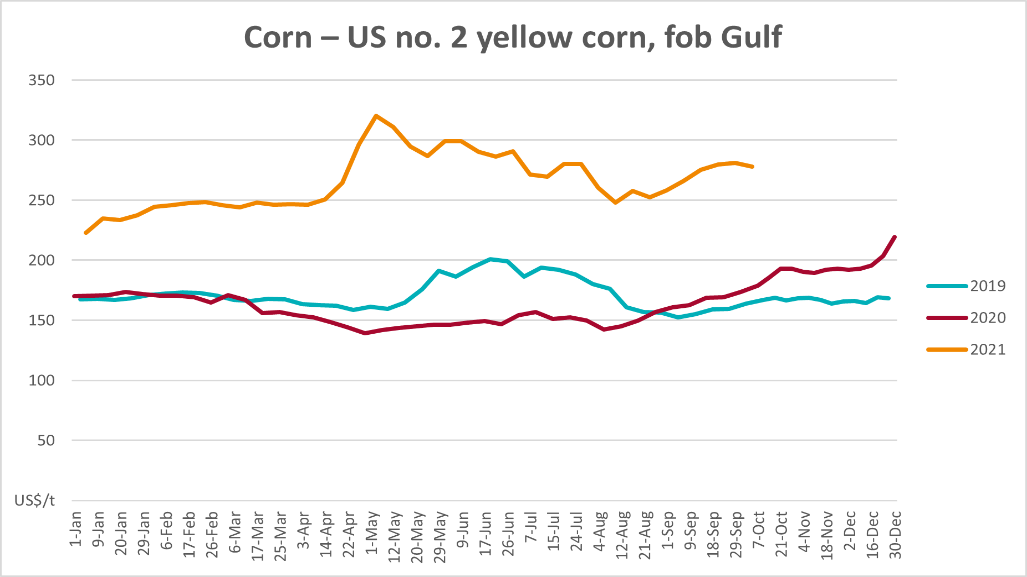 Corn – US no. 2 yellow corn, fob Gulf
350
300
250
200
150
100
50
US$/t
2019
2020
2021
1-Jan
9-Jan
20-Jan
29-Jan
6-Feb
17-Feb
26-Feb
6-Mar
17-Mar
25-Mar
3-Apr
14-Apr
22-Apr
1-May
12-May
20-May
29-May
9-Jun
17-Jun
26-Jun
7-Jul
15-Jul
24-Jul
4-Aug
12-Aug
21-Aug
1-Sep
9-Sep
18-Sep
29-Sep
7-Oct
21-Oct
4-Nov
18-Nov
2-Dec
16-Dec
30-Dec